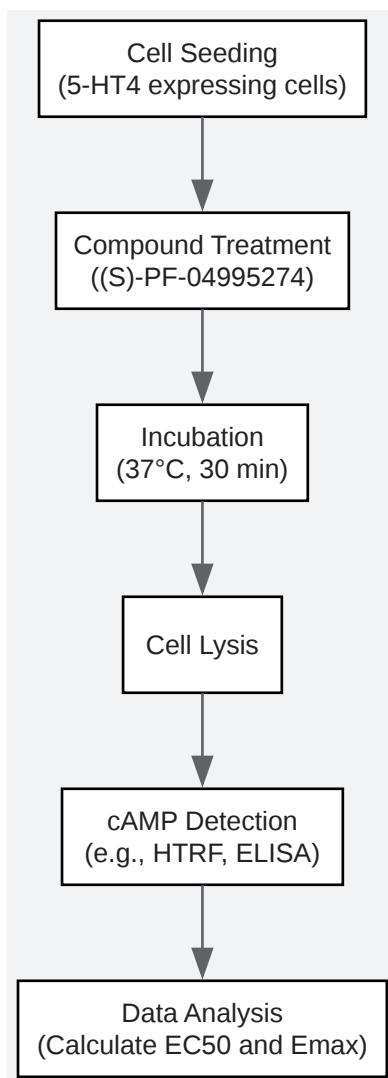 Cell Seeding
(5-HT4 expressing cells)
Compound Treatment
((S)-PF-04995274)
Incubation
(37°C, 30 min)
Cell Lysis
cAMP Detection
(e.g., HTRF, ELISA)
Data Analysis
(Calculate EC50 and Emax)